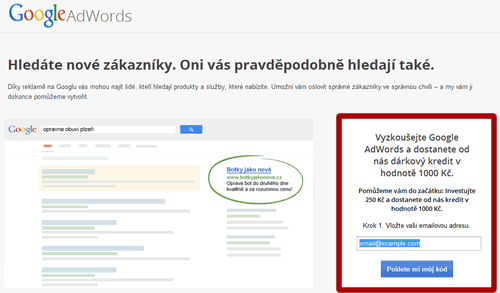 Google AdWords
Hledáte nové zákazníky. Oni vás pravděpodobně hledají také.
Díky reklamě na Googlu vás mohou najít lidé, kteří hledají produkty a služby, které nabízíte. Umožní vám oslovit správné zákazníky ve správnou chvíli – a my vám ji
dokonce pomůžeme vytvořit.
Google opravna obuvi plzeň
Botky jako nové
www.botkyjakonove.cz
Oprava bot do druhého dne
kvalitně a za rozumnou cenu!
Vyzkoušejte Google
AdWords a dostanete od
nás dárkový kredit v
hodnotě 1000 Kč.
Pomůžeme vám do začátku: Investujte
250 Kč a dostanete od nás kredit v
hodnotě 1000 Kč.
Krok 1. Vložte vaši emailovou adresu.
email@example.com
Pošlete mi můj kód